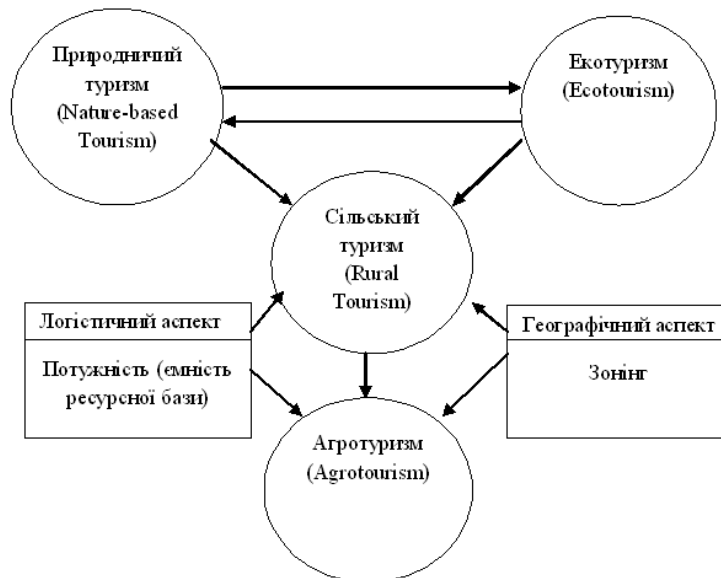 Природничий
туризм
(Nature-based
Tourism)
Екотуризм
(Ecotourism)
Сільський
туризм
(Rural
Tourism)
Логістичний аспект
Потужність (ємність
ресурсної бази)
Географічний аспект
Зонінг
Агротуризм
(Agrotourism)